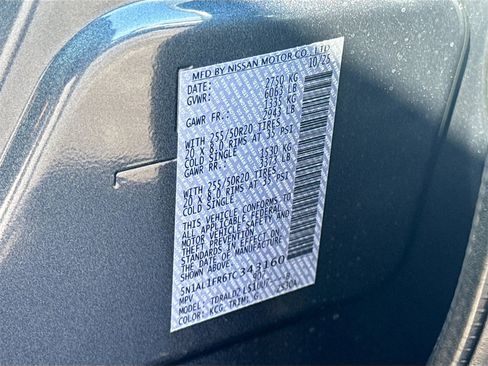 MFD BY NISSAN MOTOR CO., LTD
DATE: 10/25
GVWR: 2750 KG
6063 LB
GAWR FR.: 1335 KG
2943 LB
WITH 255/50R20 TIRES
20 X 8.0 RIMS AT 35 PSI
COLD SINGLE
GAWR RR.: 1530 KG
3373 LB
WITH 255/50R20 TIRES
20 X 8.0 RIMS AT 35 PSI
COLD SINGLE
THIS VEHICLE CONFORMS TO
ALL APPLICABLE FEDERAL
MOTOR VEHICLE SAFETY,
THEFT PREVENTION
STANDARDS IN EFFECT ON
THE DATE OF MANUFACTURE
SHOWN ABOVE.
5N1AL1FR6TC343160
MPV
MODEL:
COLOR: KCG TRIM: G